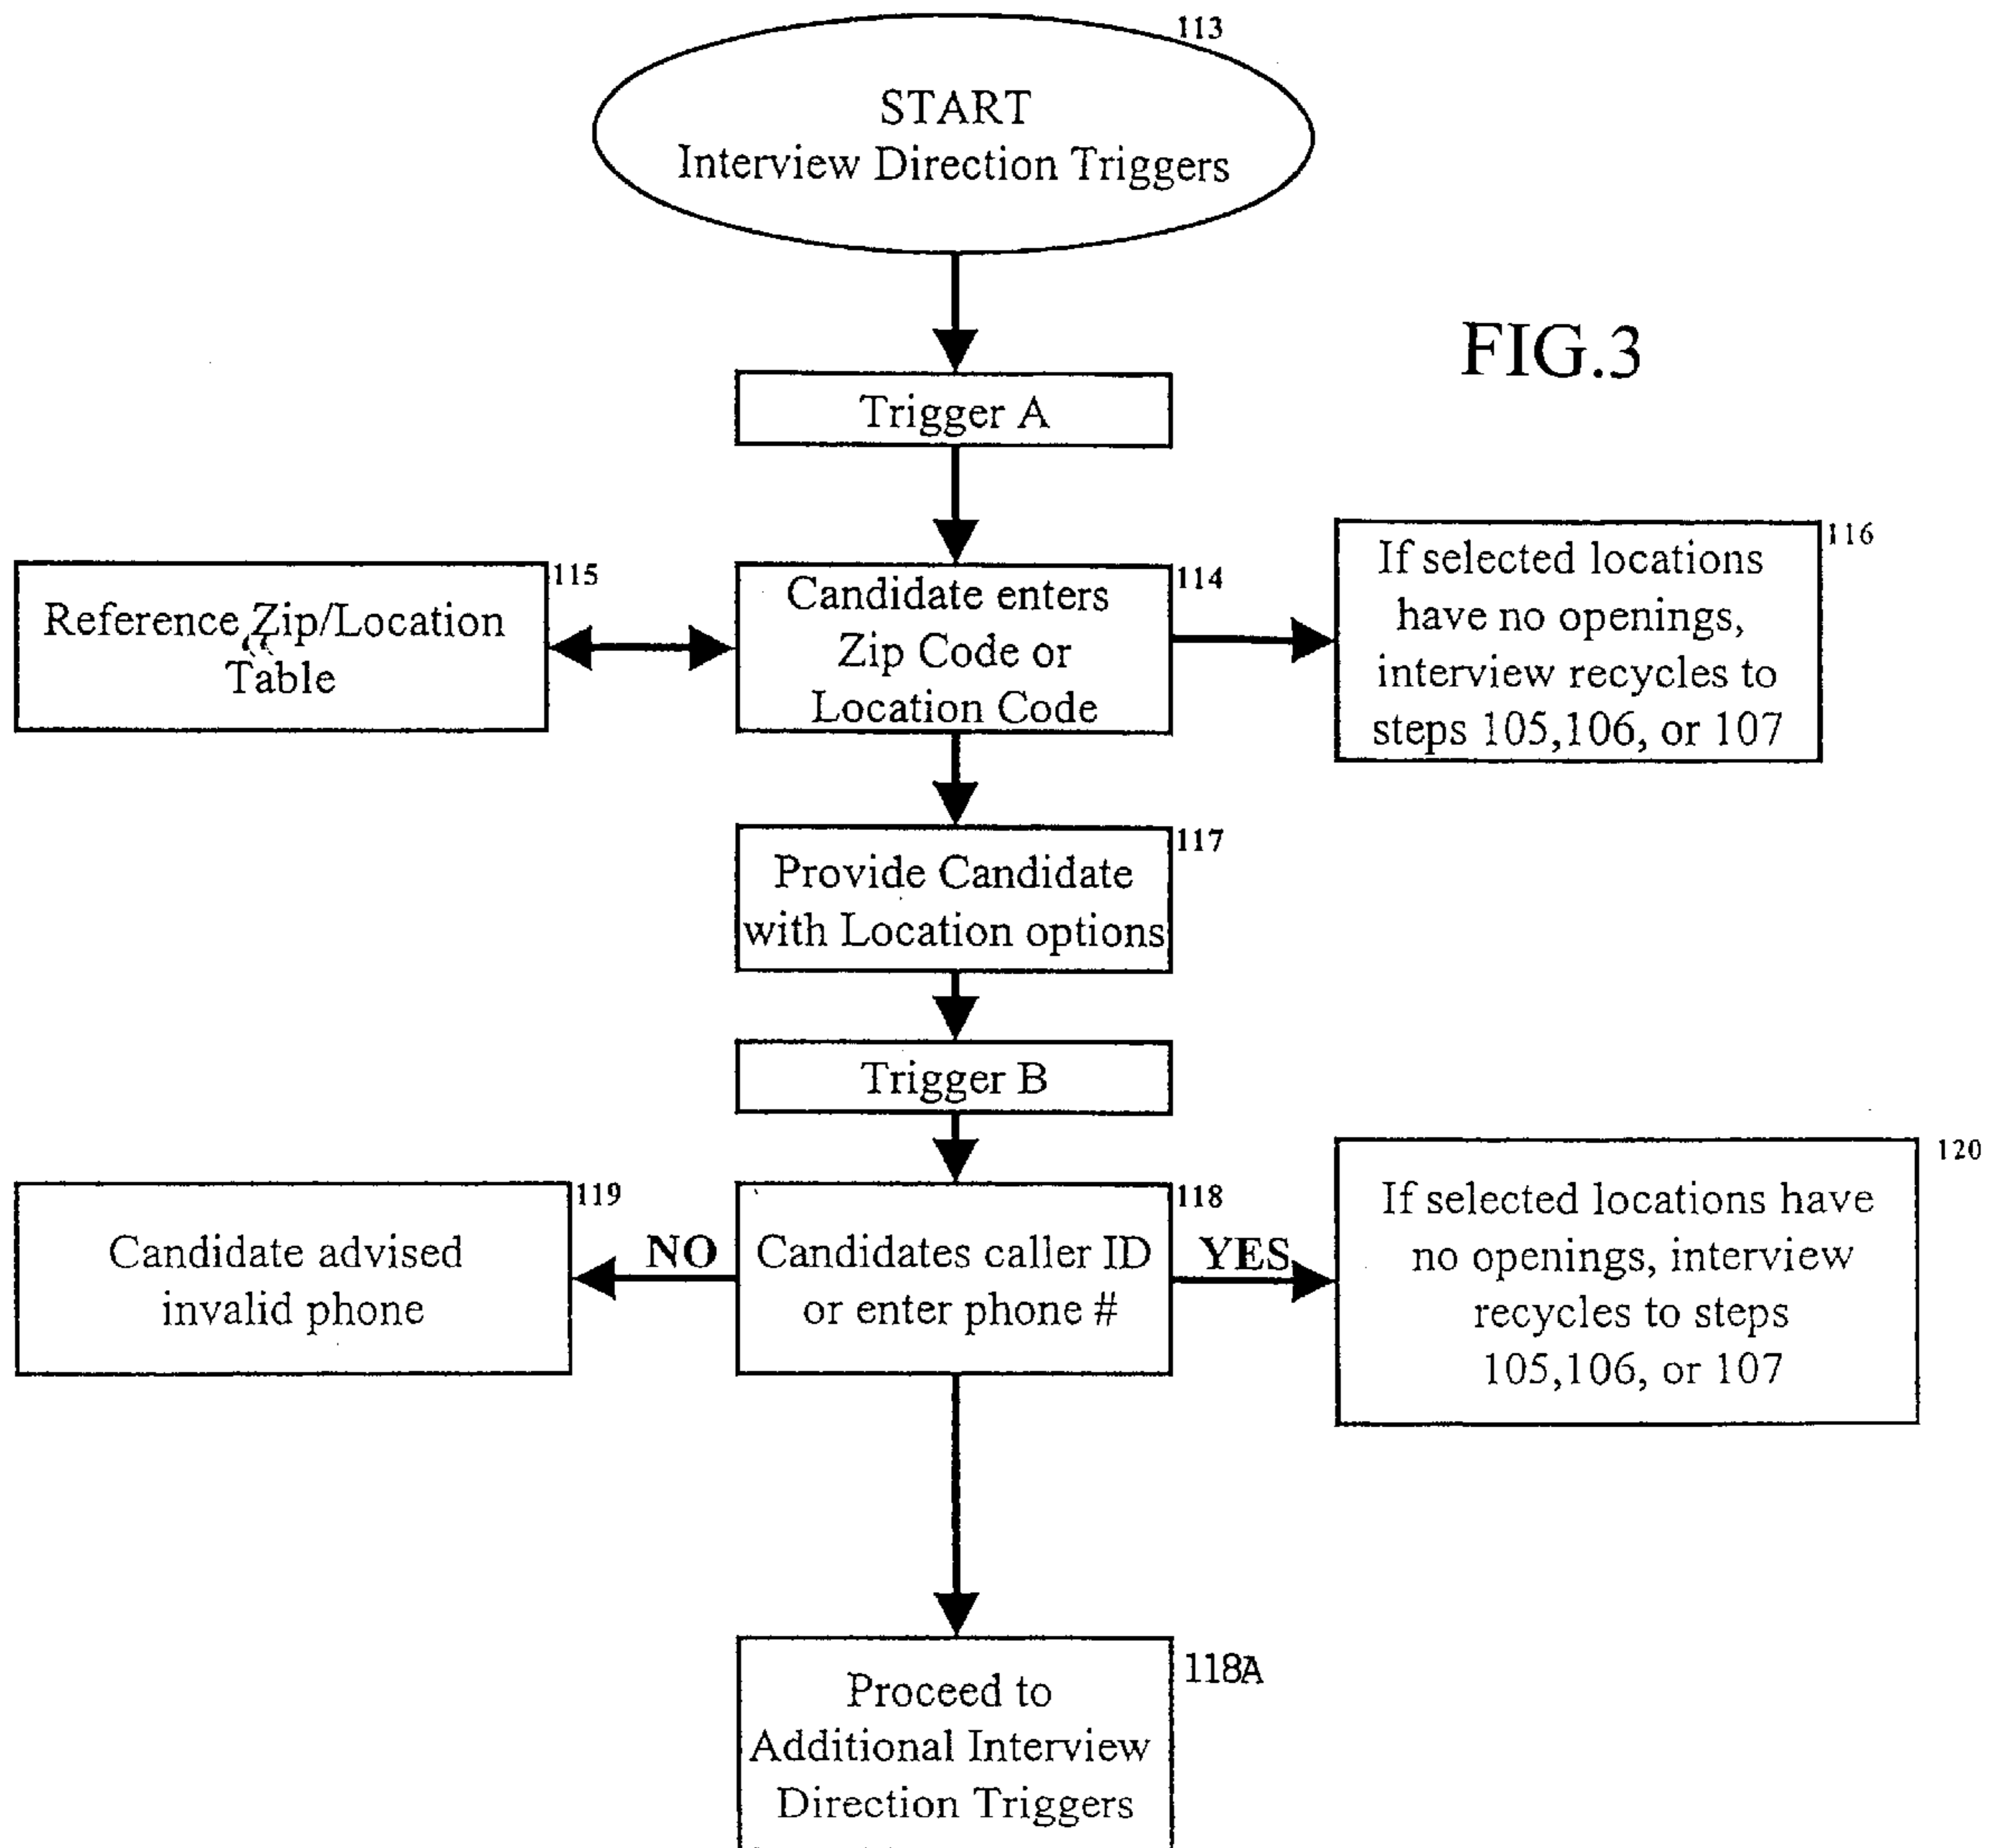 113
START
Interview Direction Triggers
FIG.3
Trigger A
115
Reference Zip/Location
Table
114
Candidate enters
Zip Code or
Location Code
116
If selected locations
have no openings,
interview recycles to
steps 105,106, or 107
117
Provide Candidate
with Location options
Trigger B
119
Candidate advised
invalid phone
NO
118
Candidates caller ID
or enter phone #
YES
120
If selected locations have
no openings, interview
recycles to steps
105,106, or 107
118A
Proceed to
Additional Interview
Direction Triggers